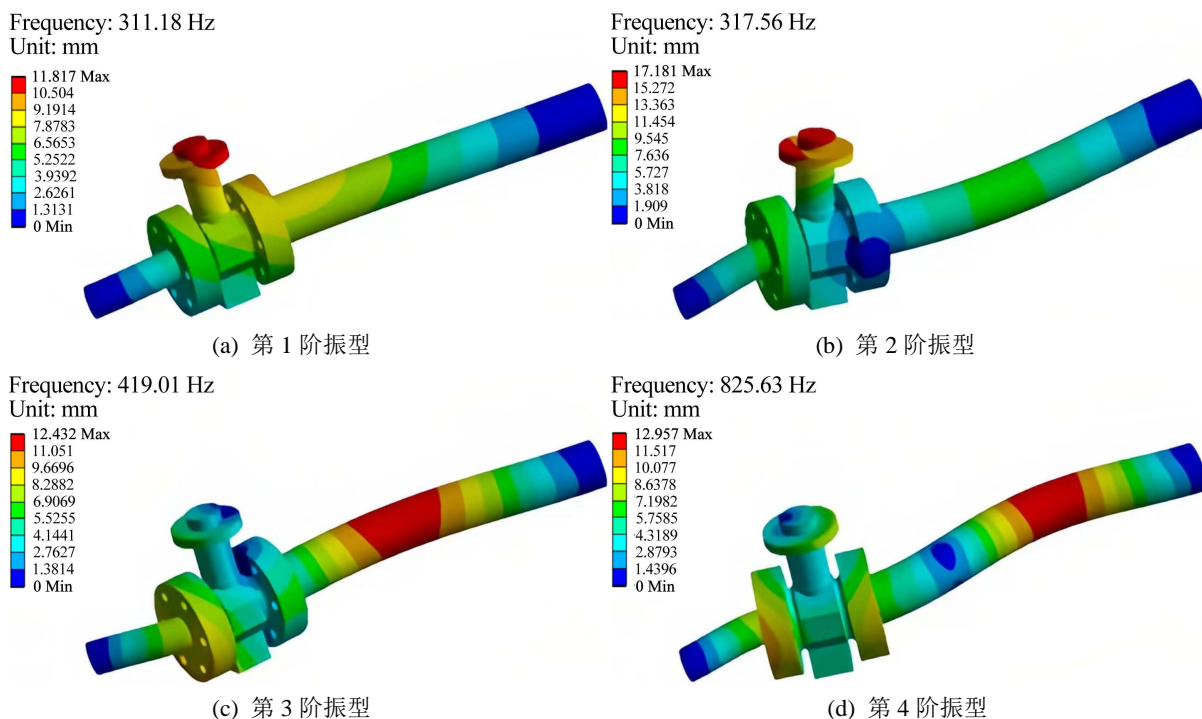 Frequency: 311.18 Hz
Unit: mm
11.817 Max
10.504
9.1914
7.8783
6.5653
5.2522
3.9392
2.6261
1.3131
0 Min
(a) 第 1 阶振型
Frequency: 317.56 Hz
Unit: mm
17.181 Max
15.272
13.363
11.454
9.545
7.636
5.727
3.818
1.909
0 Min
(b) 第 2 阶振型
Frequency: 419.01 Hz
Unit: mm
12.432 Max
11.051
9.6696
8.2882
6.9069
5.5255
4.1441
2.7627
1.3814
0 Min
(c) 第 3 阶振型
Frequency: 825.63 Hz
Unit: mm
12.957 Max
11.517
10.077
8.6378
7.1982
5.7585
4.3189
2.8793
1.4396
0 Min
(d) 第 4 阶振型